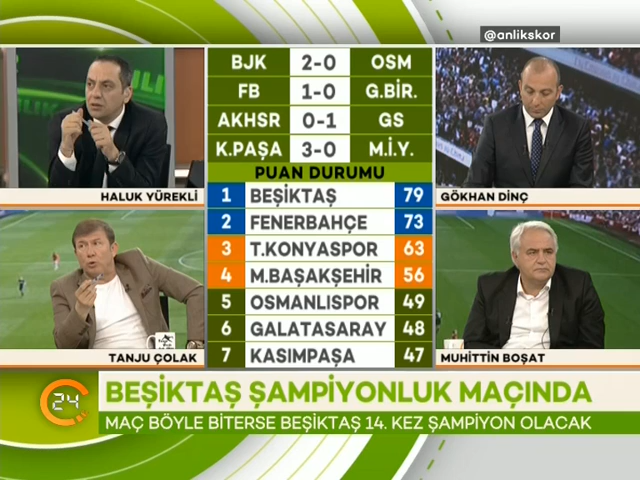 @anlikskor
BJK 2-0 OSM
FB 1-0 G.BİR.
AKHSR 0-1 GS
K.PAŞA 3-0 M.İ.Y.
PUAN DURUMU
1 BEŞİKTAŞ 79
2 FENERBAHÇE 73
3 T.KONYASPOR 63
4 M.BAŞAKŞEHİR 56
5 OSMANLISPOR 49
6 GALATASARAY 48
7 KASIMPAŞA 47
HALUK YÜREKLİ
GÖKHAN DİNÇ
TANJU ÇOLAK
MUHİTTİN BOŞAT
24
BEŞİKTAŞ ŞAMPİYONLUK MAÇINDA
MAÇ BÖYLE BİTERSE BEŞİKTAŞ 14. KEZ ŞAMPİYON OLACAK